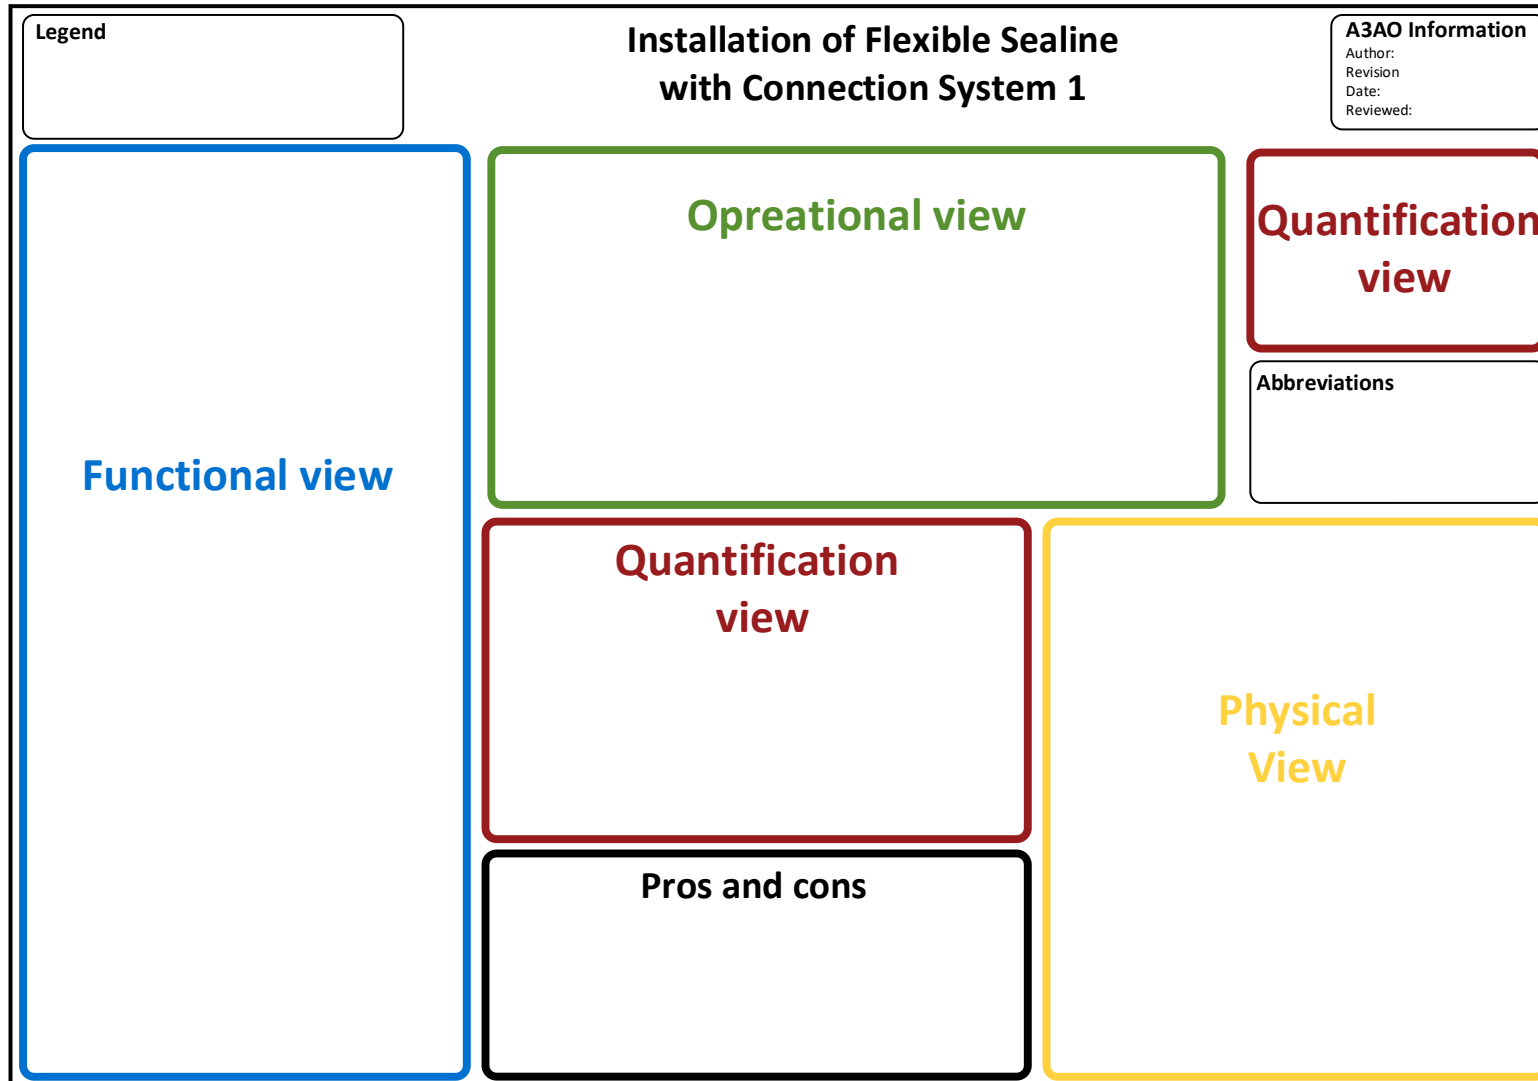 Legend
Installation of Flexible Sealine
with Connection System 1
A3AO Information
Author:
Revision
Date:
Reviewed:
Functional view
Opreational view
Quantification
view
Abbreviations
Quantification
view
Physical
View
Pros and cons